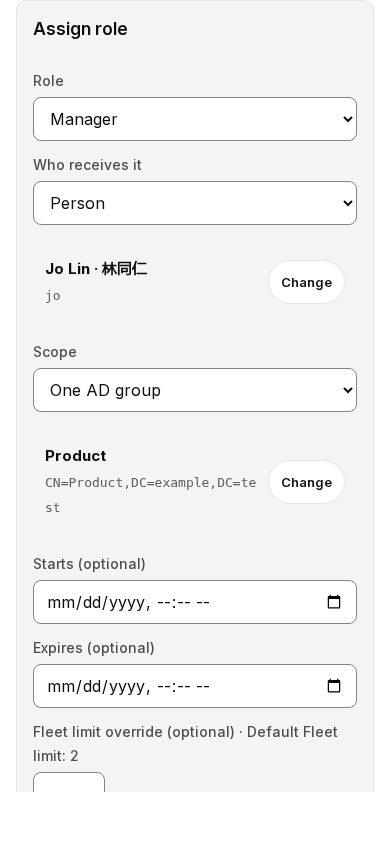 Assign role
Role
Manager
Who receives it
Person
Jo Lin · 林同仁
jo
Change
Scope
One AD group
Product
CN=Product,DC=example,DC=te
st
Change
Starts (optional)
mm/dd/yyyy, --:-- --
Expires (optional)
mm/dd/yyyy, --:-- --
Fleet limit override (optional) · Default Fleet
limit: 2